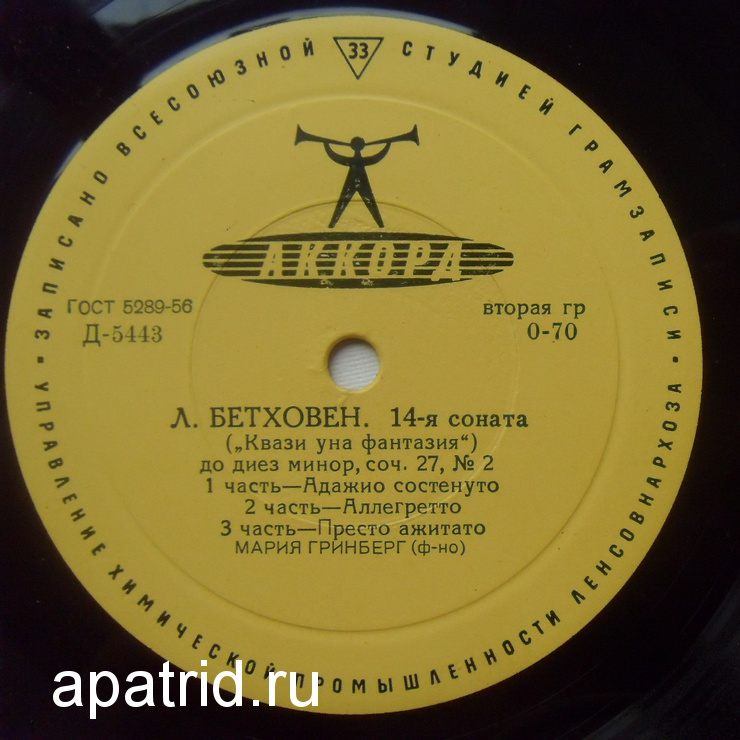 ЗАПИСАНО ВСЕСОЮЗНОЙ СТУДИЕЙ ГРАМЗАПИСИ
33
АККОРД
ГОСТ 5289-56
Д-5443
вторая гр
0-70
Л. БЕТХОВЕН. 14-я соната
(„Квази уна фантазия“)
до диез минор, соч. 27, № 2
1 часть—Адажио состенуто
2 часть—Аллегретто
3 часть—Престо ажитато
МАРИЯ ГРИНБЕРГ (ф-но)
УПРАВЛЕНИЕ ХИМИЧЕСКОЙ ПРОМЫШЛЕННОСТИ ЛЕНСОВНАРХОЗА
apatrid.ru